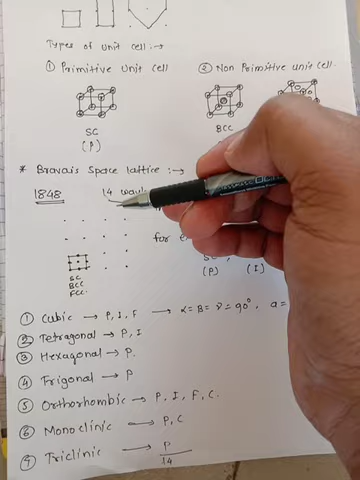 Types of unit cell :→
① Primitive Unit cell
② Non Primitive unit cell
SC
(P)
BCC
* Bravais Space lattice :→
1848
14 ways
for
SC
BCC
FCC
SC,
(P) (I)
① Cubic → P, I, F → α = β = γ = 90°, a =
② Tetragonal → P, I
③ Hexagonal → P.
④ Trigonal → P
⑤ Orthorhombic → P, I, F, C.
⑥ Monoclinic → P, C
⑦ Triclinic → P
14